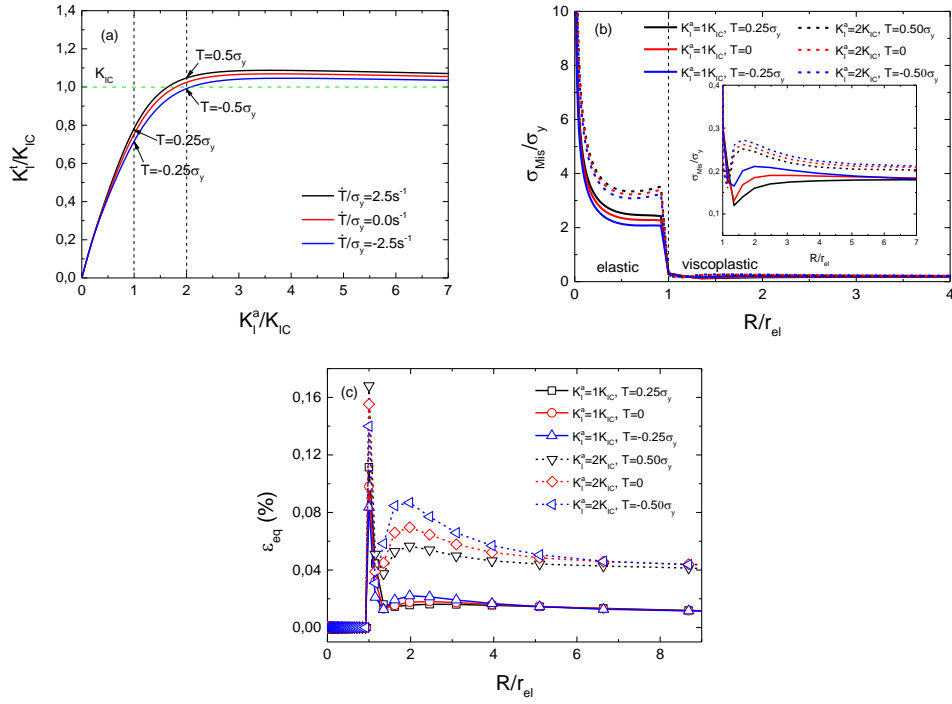 (a)
1,4
1,2
1,0
0,8
0,6
0,4
0,2
0,0
K_I^i/K_IC
K_IC
T=0.5σ_y
T=-0.5σ_y
T=0.25σ_y
T=-0.25σ_y
Ṫ/σ_y=2.5s^-1
Ṫ/σ_y=0.0s^-1
Ṫ/σ_y=-2.5s^-1
0 1 2 3 4 5 6 7
K_I^a/K_IC
(b)
10
8
6
4
2
0
σ_Mis/σ_y
K_I^a=1K_IC, T=0.25σ_y
K_I^a=1K_IC, T=0
K_I^a=1K_IC, T=-0.25σ_y
K_I^a=2K_IC, T=0.50σ_y
K_I^a=2K_IC, T=0
K_I^a=2K_IC, T=-0.50σ_y
0,4
0,3
0,2
0,1
σ_Mis/σ_y
1 2 3 4 5 6 7
R/r_el
elastic
viscoplastic
0 1 2 3 4
R/r_el
(c)
0,16
0,12
0,08
0,04
0,00
ε_eq (%)
K_I^a=1K_IC, T=0.25σ_y
K_I^a=1K_IC, T=0
K_I^a=1K_IC, T=-0.25σ_y
K_I^a=2K_IC, T=0.50σ_y
K_I^a=2K_IC, T=0
K_I^a=2K_IC, T=-0.50σ_y
0 2 4 6 8
R/r_el